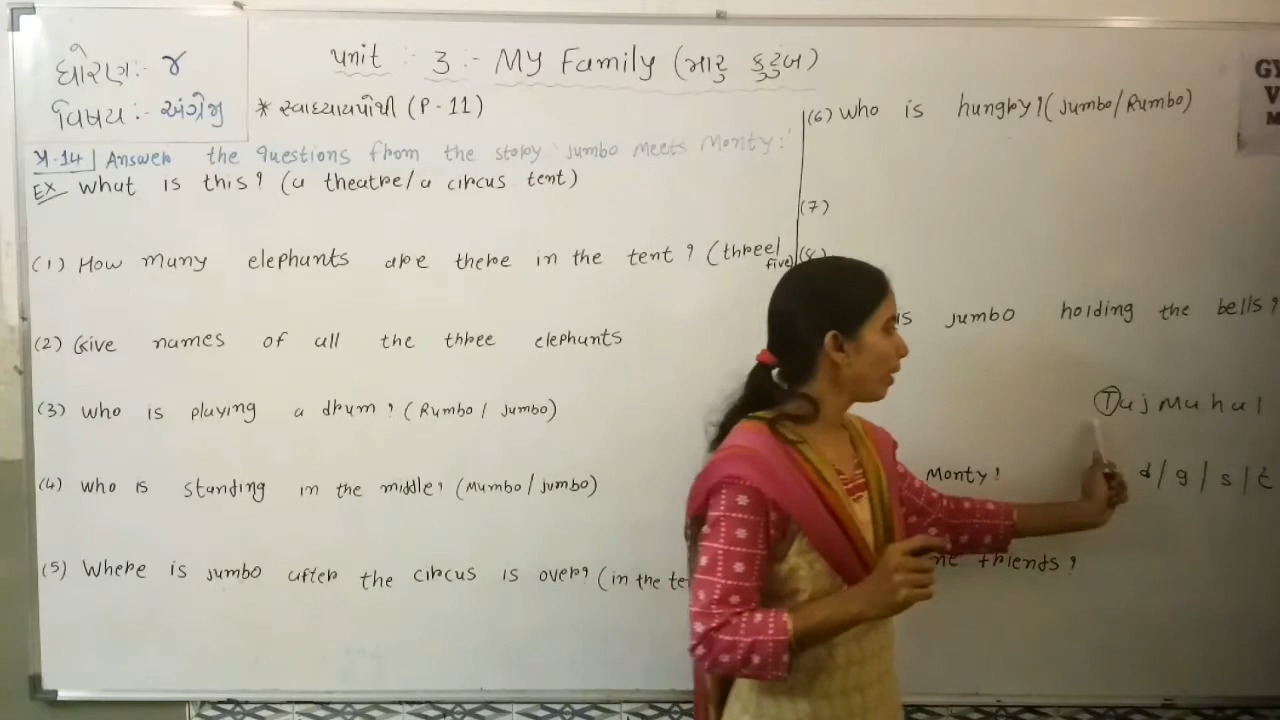 ધોરણ:- ૪
વિષય:- અંગ્રેજી
Unit :- 3 :- My Family (મારુ કુટુંબ)
* સ્વાધ્યાયપોથી (P - 11)
પ્ર.14 | Answer the questions from the story 'Jumbo meets Monty:'
EX What is this? (a theatre/a circus tent)
(1) How many elephants are there in the tent ? (three/
five)
(2) Give names of all the three elephants
(3) Who is playing a drum ? (Rumbo / Jumbo)
(4) Who is standing in the middle? (Mumbo / Jumbo)
(5) Where is Jumbo after the circus is over? (in the te
(6) Who is hungry? (Jumbo/Rumbo)
(7)
(8)
is Jumbo holding the bells?
Taj Mahal
d / g / s / t
Monty?
friends?
GY
V
M